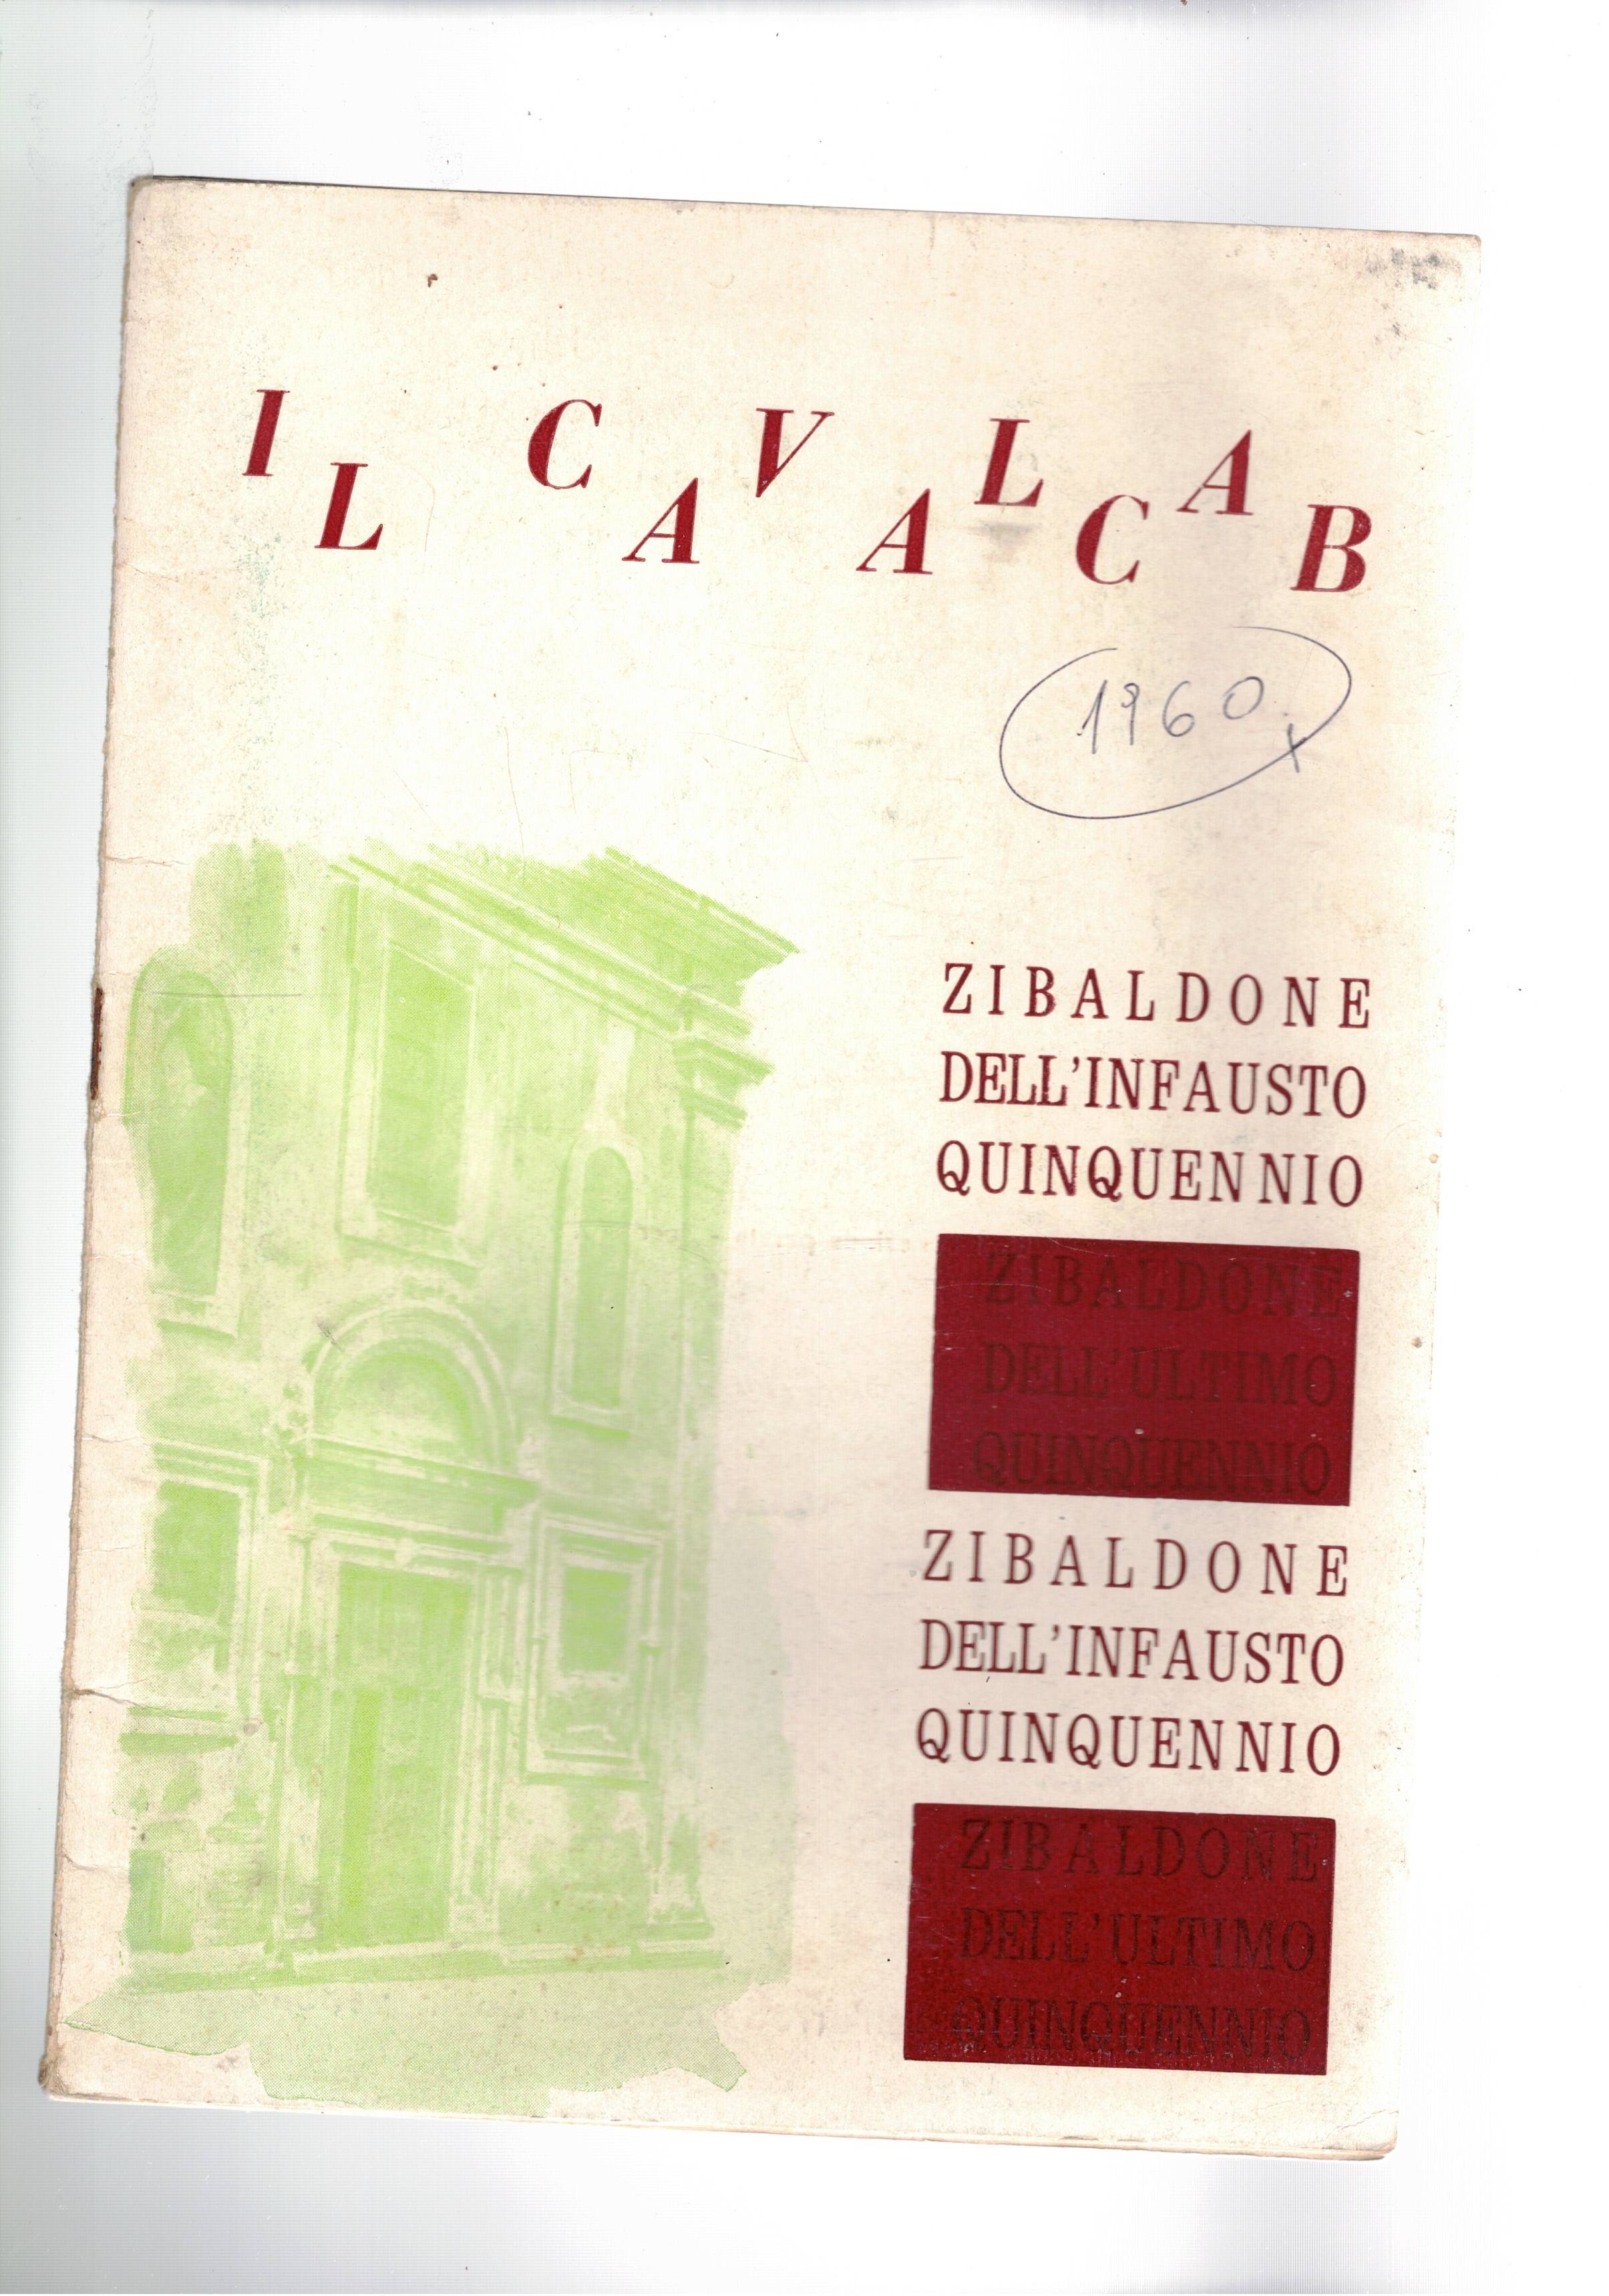 IL CAVALCAB
1960
ZIBALDONE
DELL'INFAUSTO
QUINQUENNIO
ZIBALDONE
DELL'ULTIMO
QUINQUENNIO
ZIBALDONE
DELL'INFAUSTO
QUINQUENNIO
ZIBALDONE
DELL'ULTIMO
QUINQUENNIO